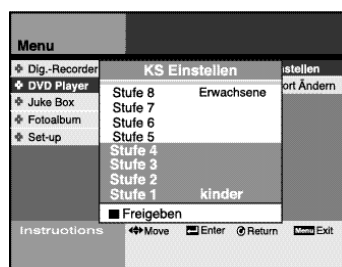 Menu
Dig.-Recorder
DVD Player
Juke Box
Fotoalbum
Set-up
KS Einstellen
Stufe 8 Erwachsene
Stufe 7
Stufe 6
Stufe 5
Stufe 4
Stufe 3
Stufe 2
Stufe 1 kinder
Freigeben
nstellen
ort Ändern
Instructions Move Enter Return Menu Exit